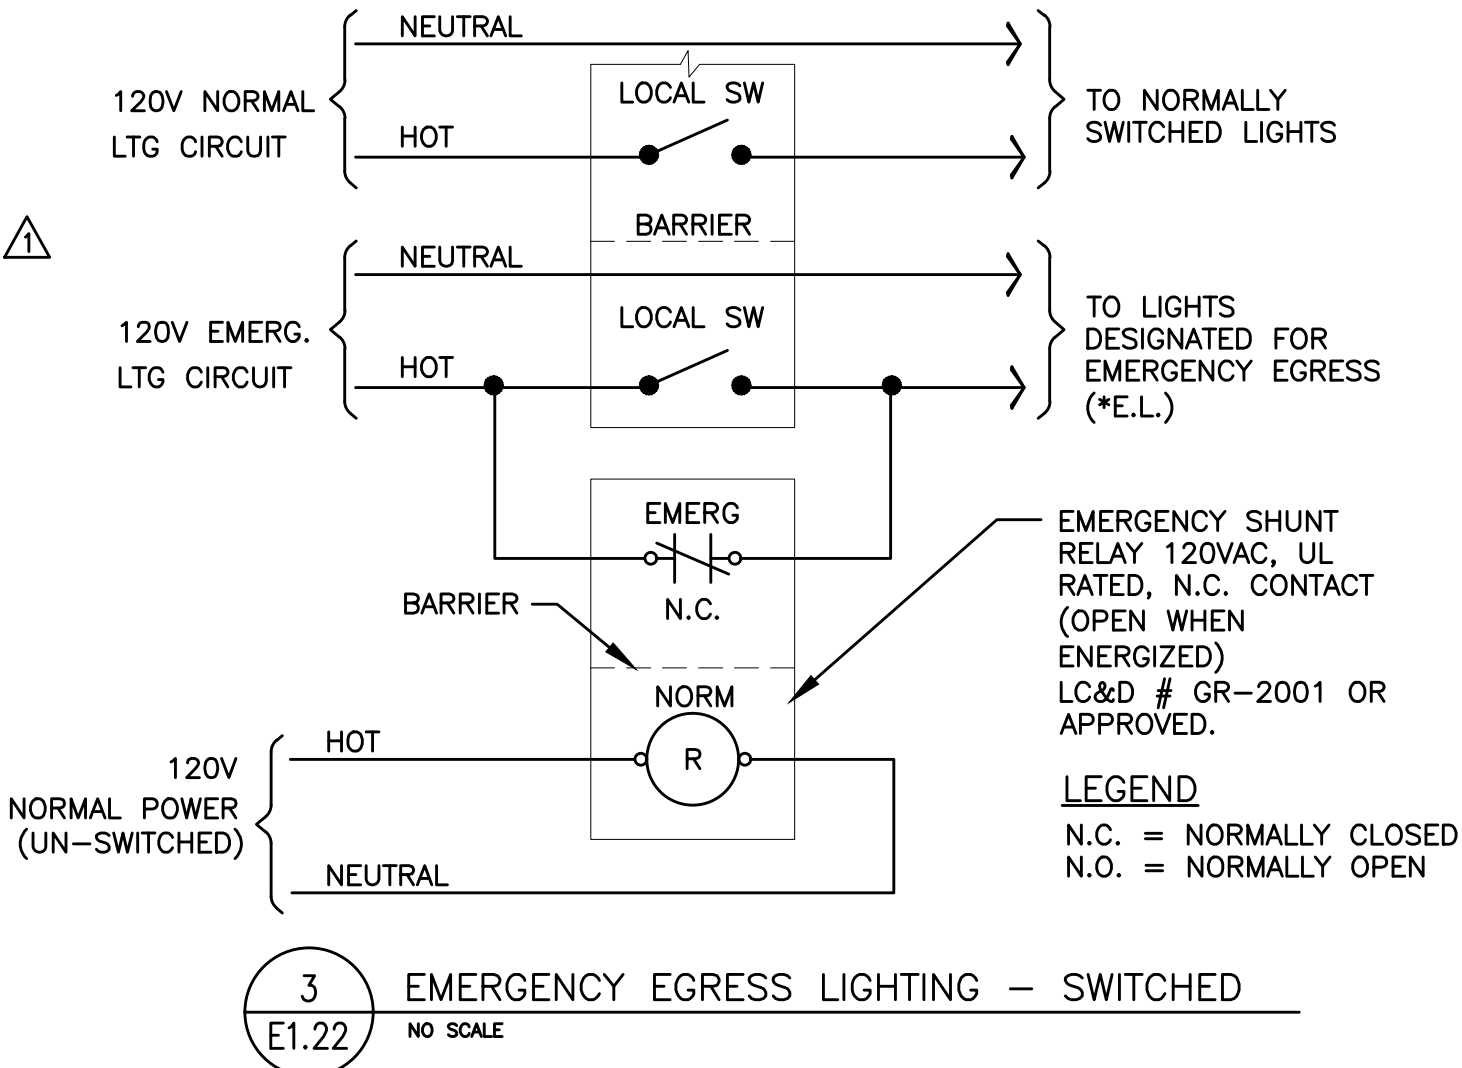 NEUTRAL
120V NORMAL
LTG CIRCUIT
HOT
LOCAL SW
TO NORMALLY
SWITCHED LIGHTS
BARRIER
1
NEUTRAL
120V EMERG.
LTG CIRCUIT
HOT
LOCAL SW
TO LIGHTS
DESIGNATED FOR
EMERGENCY EGRESS
(*E.L.)
EMERG
N.C.
BARRIER
EMERGENCY SHUNT
RELAY 120VAC, UL
RATED, N.C. CONTACT
(OPEN WHEN
ENERGIZED)
LC&D # GR-2001 OR
APPROVED.
NORM
R
HOT
120V
NORMAL POWER
(UN-SWITCHED)
NEUTRAL
LEGEND
N.C. = NORMALLY CLOSED
N.O. = NORMALLY OPEN
3
E1.22
EMERGENCY EGRESS LIGHTING - SWITCHED
NO SCALE